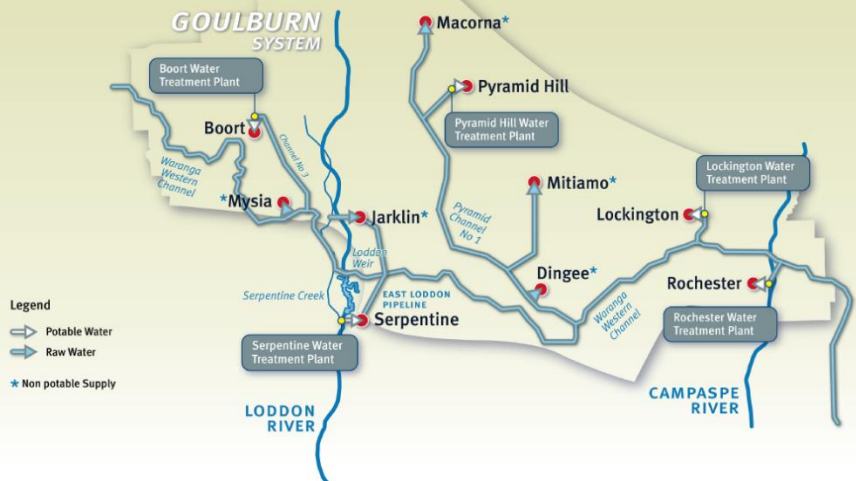 GOULBURN
SYSTEM
Macorna*
Boort Water
Treatment Plant
Pyramid Hill
Boort
Channel No 3
Pyramid Hill Water
Treatment Plant
Waranga
Western
Channel
Lockington Water
Treatment Plant
Mitiamo*
*Mysia
Jarklin*
Pyramid
Channel
No 1
Lockington
Loddon
Weir
Dingee*
Rochester
Serpentine Creek
EAST LODDON
PIPELINE
Waranga
Western
Channel
Legend
Potable Water
Raw Water
* Non potable Supply
Serpentine
Rochester Water
Treatment Plant
Serpentine Water
Treatment Plant
LODDON
RIVER
CAMPASPE
RIVER